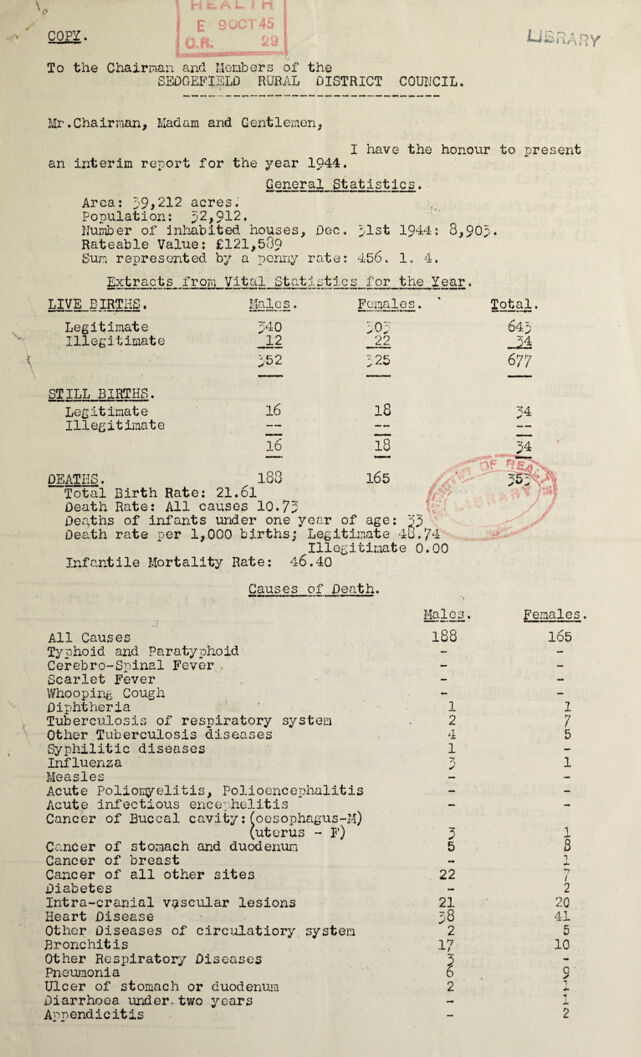 HEALTH
E 9OCT45
O.R. 29
COPY.
LIBRARY
To the Chairman and Members of the
SEDGEFIELD RURAL DISTRICT COUNCIL.
Mr.Chairman, Madam and Gentlemen,
I have the honour to present
an interim report for the year 1944.
General Statistics.
Area: 39,212 acres.
Population: 32,912.
Number of inhabited houses, Dec. 31st 1944: 8,903.
Rateable Value: £121,589
Sum represented by a penny rate: 456. 1. 4.
Extracts from Vital Statistics for the Year.
LIVE BIRTHS. Males. Females. Total.
Legitimate 340 303 643
Illegitimate 12 22 34
352 325 677
STILL BIRTHS.
Legitimate 16 18 34
Illegitimate -- -- --
16 18 34
DEATHS. 188 165 353
Total Birth Rate: 21.61
Death Rate: All causes 10.73
Deaths of infants under one year of age: 33
Death rate per 1,000 births; Legitimate 48.74
Illegitimate 0.00
Infantile Mortality Rate: 46.40
MINISTRY OF HEALTH
LIBRARY
Causes of Death.
Males. Females.
All Causes 188 165
Typhoid and Paratyphoid - -
Cerebro-Spinal Fever - -
Scarlet Fever - -
Whooping Cough - -
Diphtheria 1 1
Tuberculosis of respiratory system 2 7
Other Tuberculosis diseases 4 5
Syphilitic diseases 1 -
Influenza 3 1
Measles - -
Acute Poliomyelitis, Polioencephalitis - -
Acute infectious encephelitis - -
Cancer of Buccal cavity:(oesophagus-M)
(uterus - F) 3 1
Cancer of stomach and duodenum 5 8
Cancer of breast - 1
Cancer of all other sites 22 7
Diabetes - 2
Intra-cranial vascular lesions 21 20
Heart Disease 38 41
Other Diseases of circulatiory system 2 5
Bronchitis 17 10
Other Respiratory Diseases 3 -
Pneumonia 6 9
Ulcer of stomach or duodenum 2 1
Diarrhoea under two years - 1
Appendicitis - 2